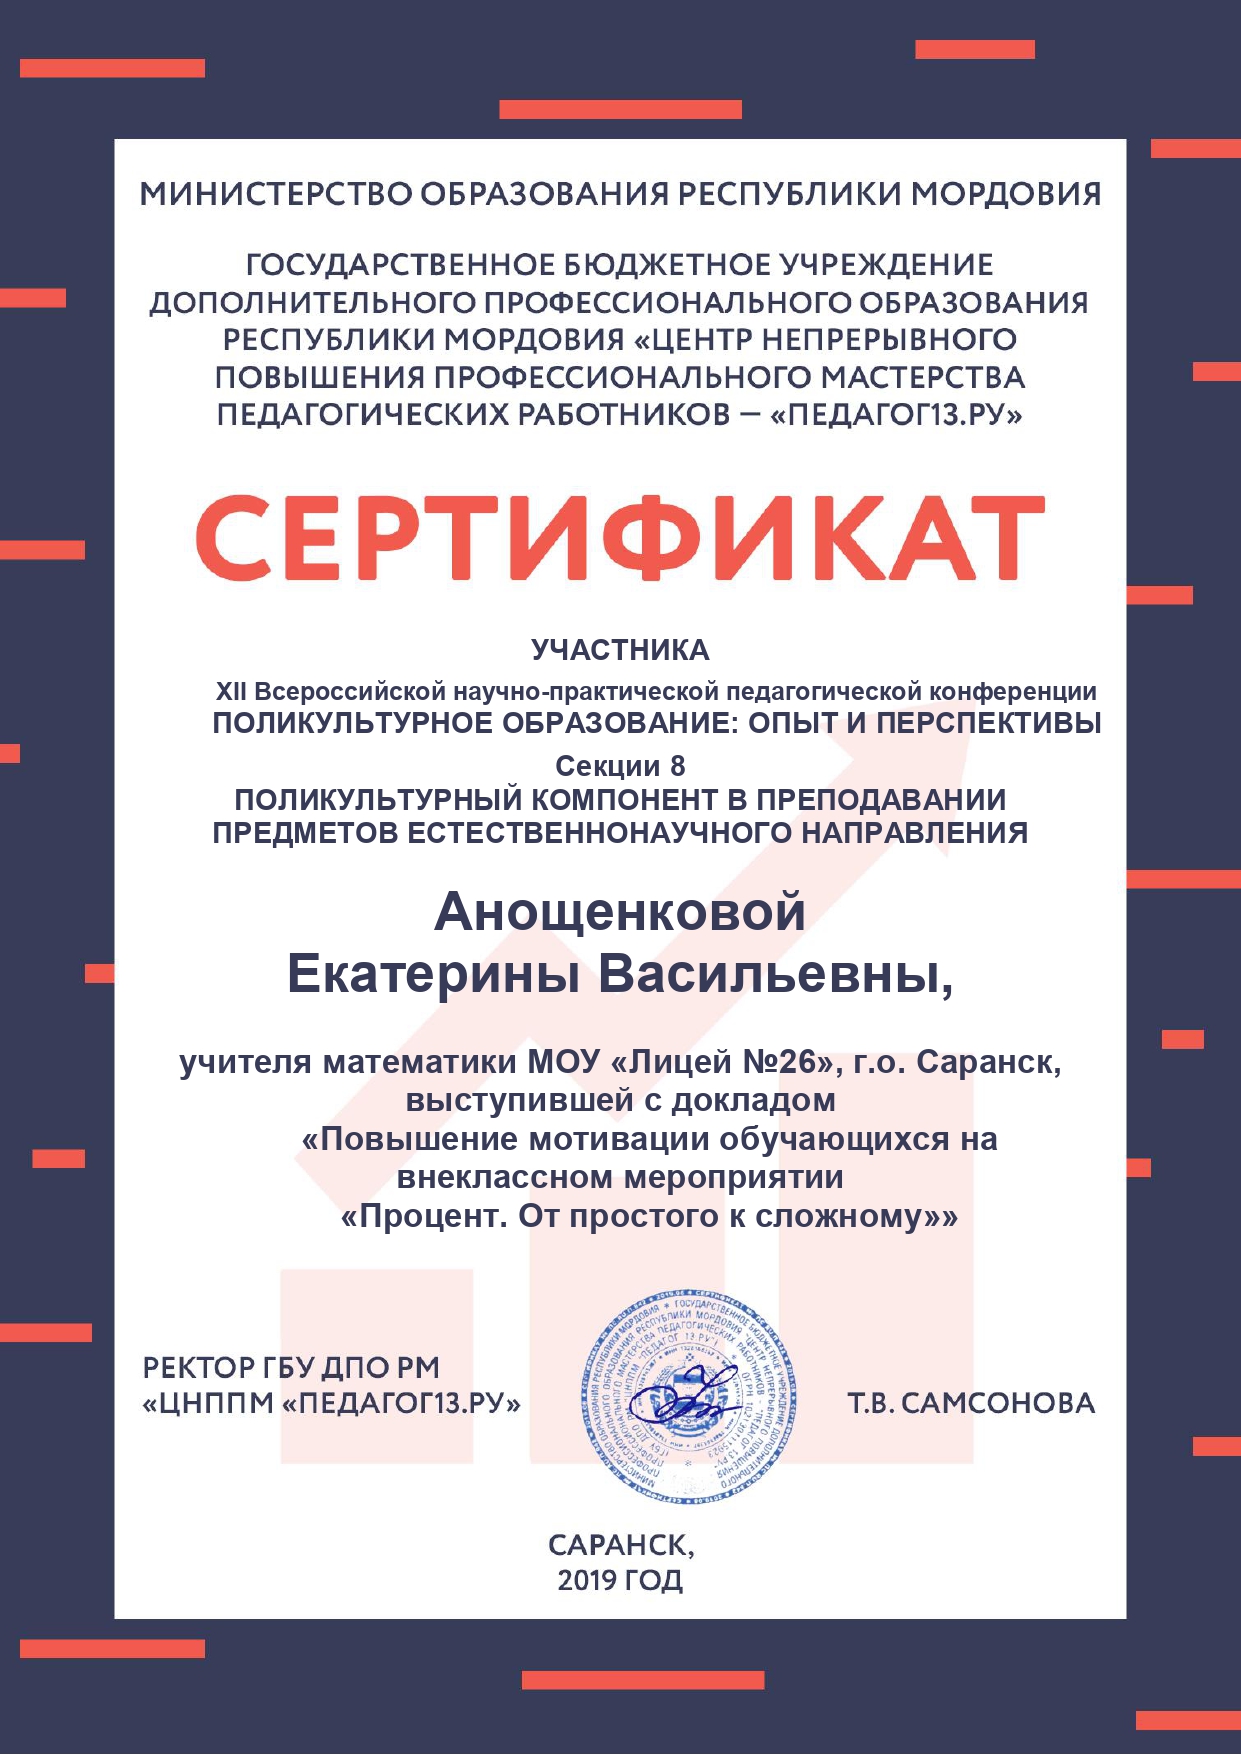 МИНИСТЕРСТВО ОБРАЗОВАНИЯ РЕСПУБЛИКИ МОРДОВИЯ
ГОСУДАРСТВЕННОЕ БЮДЖЕТНОЕ УЧРЕЖДЕНИЕ
ДОПОЛНИТЕЛЬНОГО ПРОФЕССИОНАЛЬНОГО ОБРАЗОВАНИЯ
РЕСПУБЛИКИ МОРДОВИЯ «ЦЕНТР НЕПРЕРЫВНОГО
ПОВЫШЕНИЯ ПРОФЕССИОНАЛЬНОГО МАСТЕРСТВА
ПЕДАГОГИЧЕСКИХ РАБОТНИКОВ – «ПЕДАГОГ13.РУ»
СЕРТИФИКАТ
УЧАСТНИКА
XII Всероссийской научно-практической педагогической конференции
ПОЛИКУЛЬТУРНОЕ ОБРАЗОВАНИЕ: ОПЫТ И ПЕРСПЕКТИВЫ
Секции 8
ПОЛИКУЛЬТУРНЫЙ КОМПОНЕНТ В ПРЕПОДАВАНИИ
ПРЕДМЕТОВ ЕСТЕСТВЕННОНАУЧНОГО НАПРАВЛЕНИЯ
Анощенковой
Екатерины Васильевны,
учителя математики МОУ «Лицей №26», г.о. Саранск,
выступившей с докладом
«Повышение мотивации обучающихся на
внеклассном мероприятии
«Процент. От простого к сложному»»
РЕКТОР ГБУ ДПО РМ
«ЦНППМ «ПЕДАГОГ13.РУ»
Т.В. САМСОНОВА
САРАНСК,
2019 ГОД